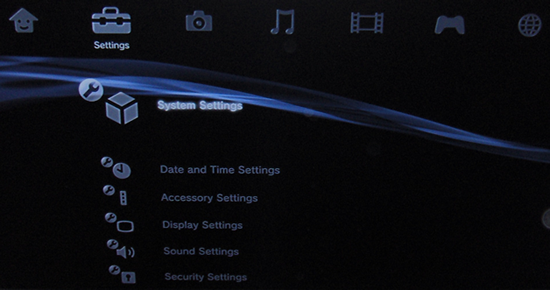 Settings
System Settings
Date and Time Settings
Accessory Settings
Display Settings
Sound Settings
Security Settings